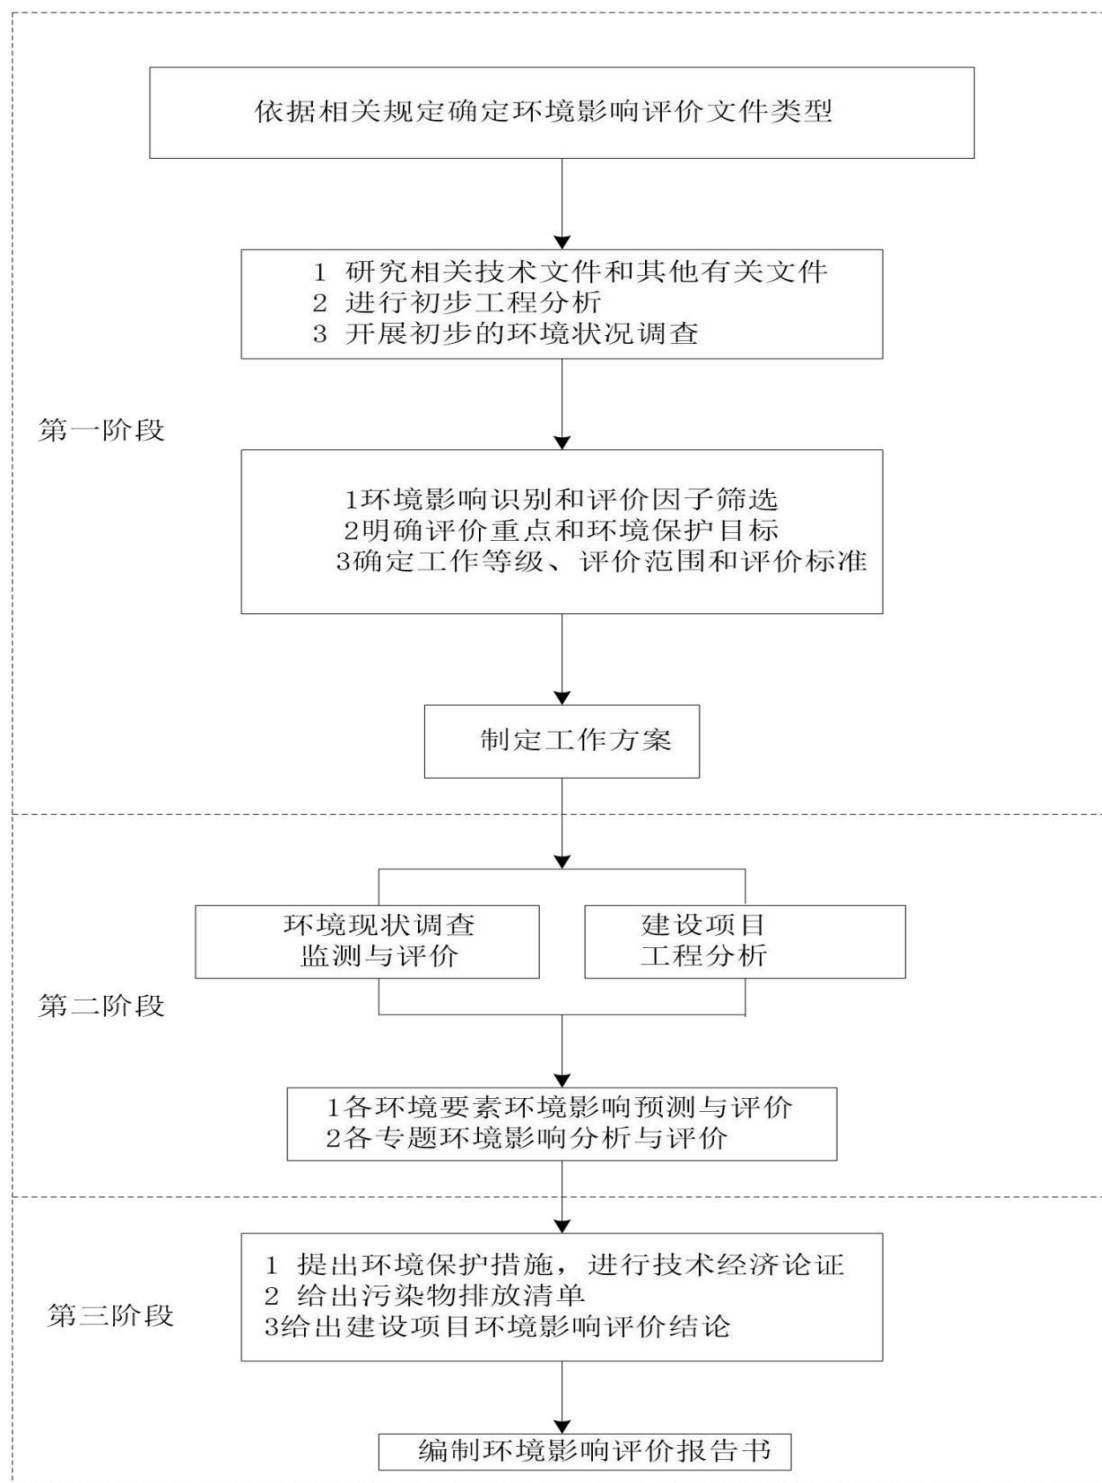 依据相关规定确定环境影响评价文件类型
1 研究相关技术文件和其他有关文件
2 进行初步工程分析
3 开展初步的环境状况调查
第一阶段
1环境影响识别和评价因子筛选
2明确评价重点和环境保护目标
3确定工作等级、评价范围和评价标准
制定工作方案
环境现状调查
监测与评价
建设项目
工程分析
第二阶段
1各环境要素环境影响预测与评价
2各专题环境影响分析与评价
1 提出环境保护措施，进行技术经济论证
2 给出污染物排放清单
3给出建设项目环境影响评价结论
第三阶段
编制环境影响评价报告书